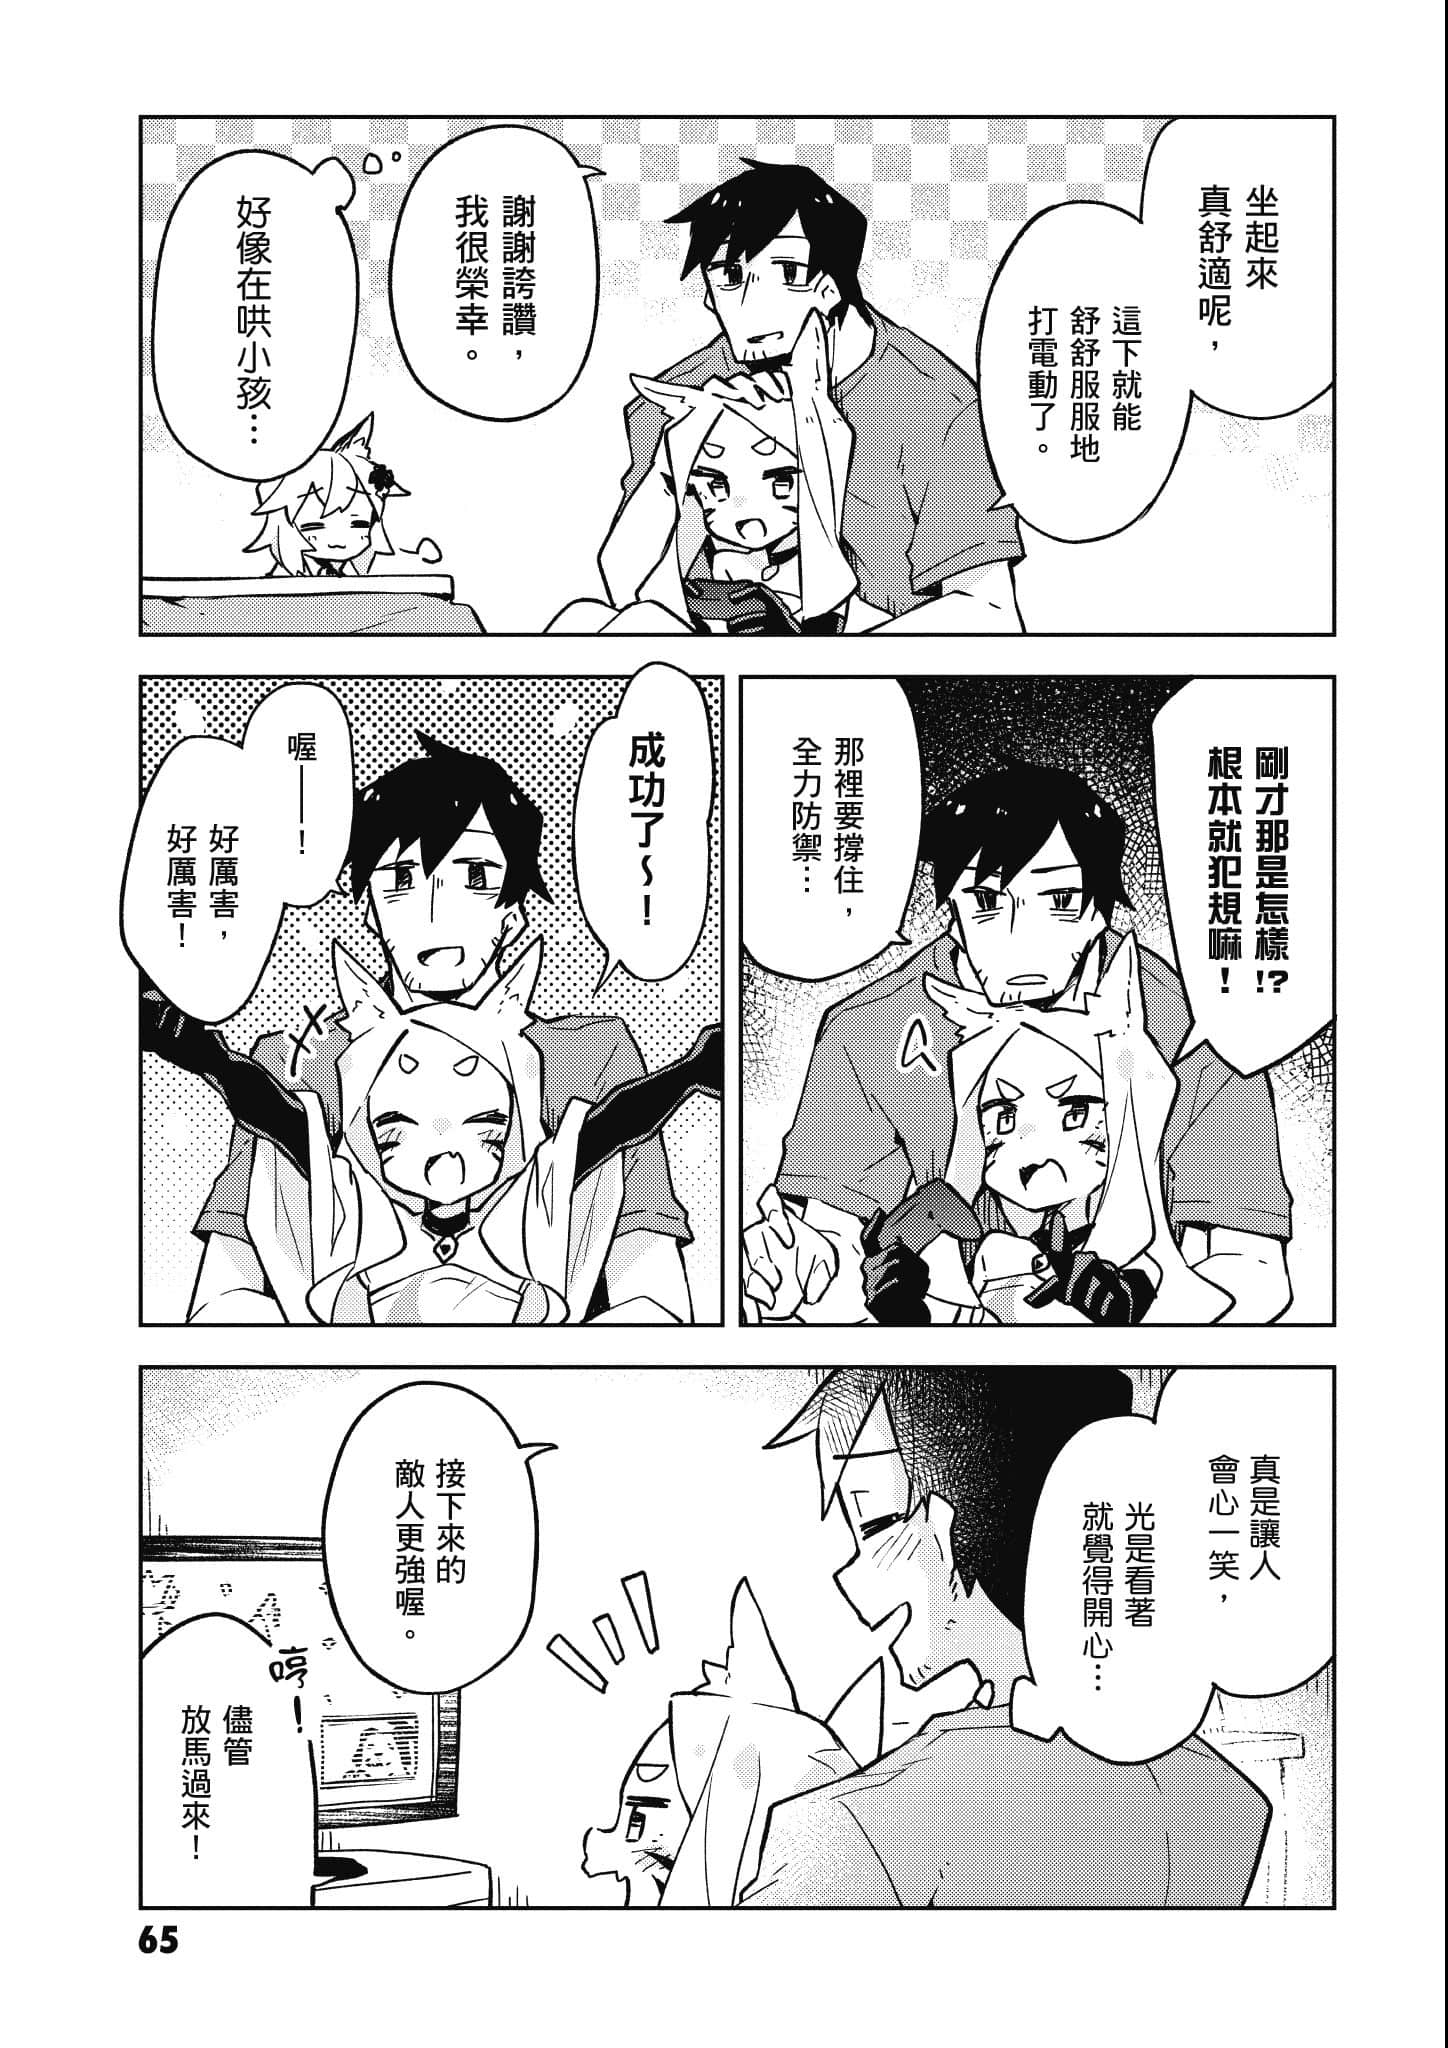 坐起來
真舒適呢，
這下就能
舒舒服服地
打電動了。
謝謝誇讚，
我很榮幸。
好像在哄小孩…
剛才那是怎樣!?
根本就犯規嘛！
那裡要撐住，
全力防禦…
成功了～！
喔——！
好厲害，
好厲害！
真是讓人
會心一笑，
光是看著
就覺得開心…
接下來的
敵人更強喔。
哼！
儘管
放馬過來！
65